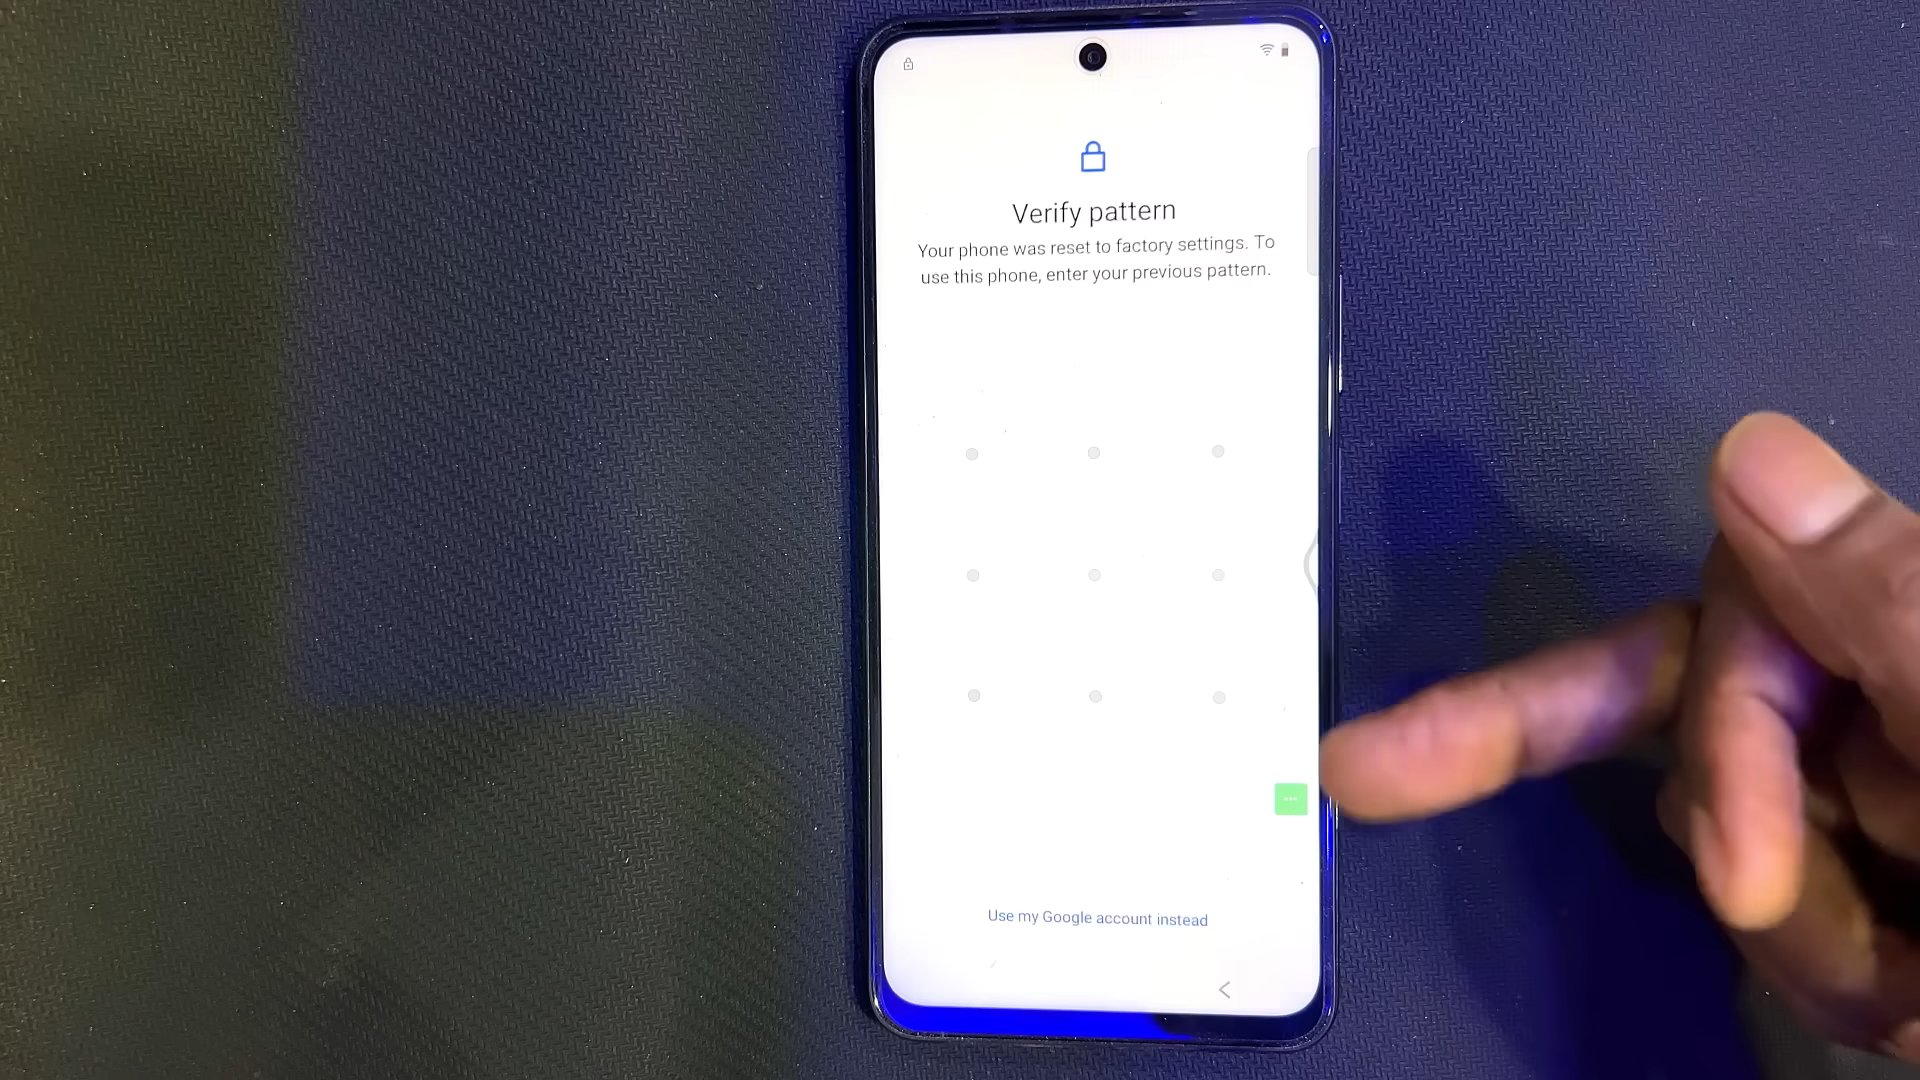 Verify pattern
Your phone was reset to factory settings. To
use this phone, enter your previous pattern.
Use my Google account instead